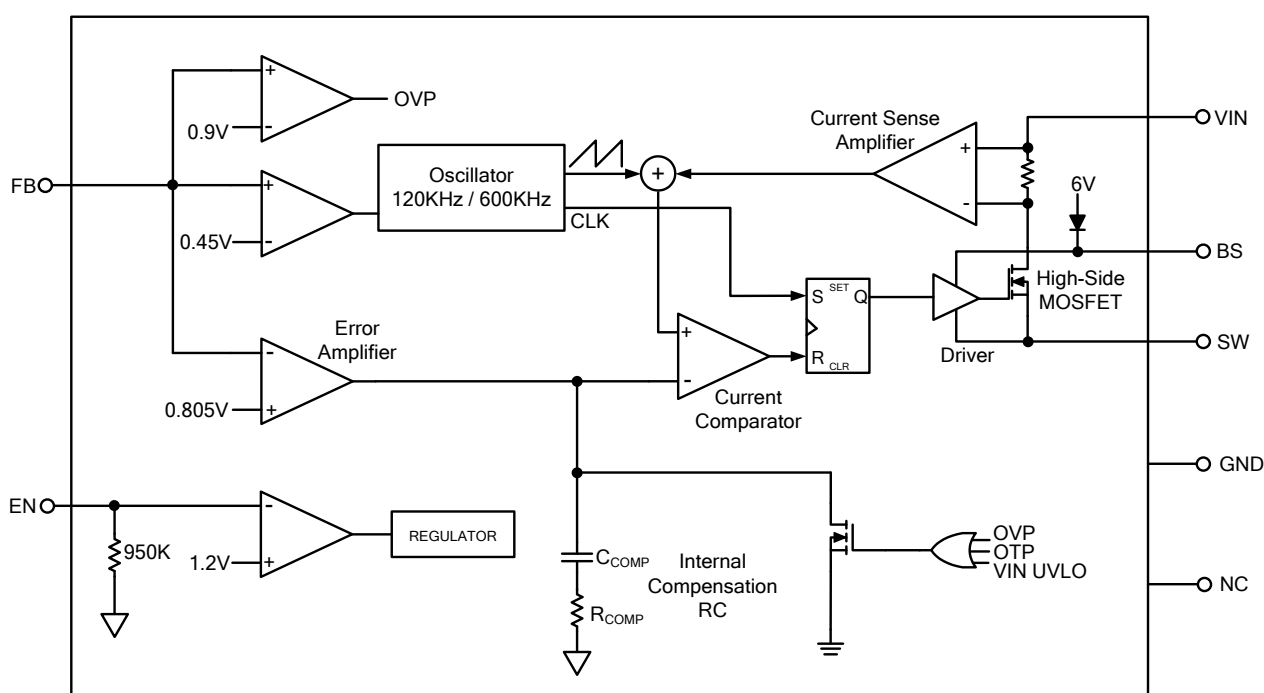 OVP
0.9V
Current Sense
Amplifier
VIN
FB
Oscillator
120KHz / 600KHz
+
-
+
-
+
-
+
6V
0.45V
CLK
BS
High-Side
MOSFET
S
SET
Q
R
CLR
Driver
SW
Error
Amplifier
-
+
0.805V
+
-
Current
Comparator
GND
EN
950K
-
+
1.2V
REGULATOR
CCOMP
RCOMP
Internal
Compensation
RC
OVP
OTP
VIN UVLO
NC